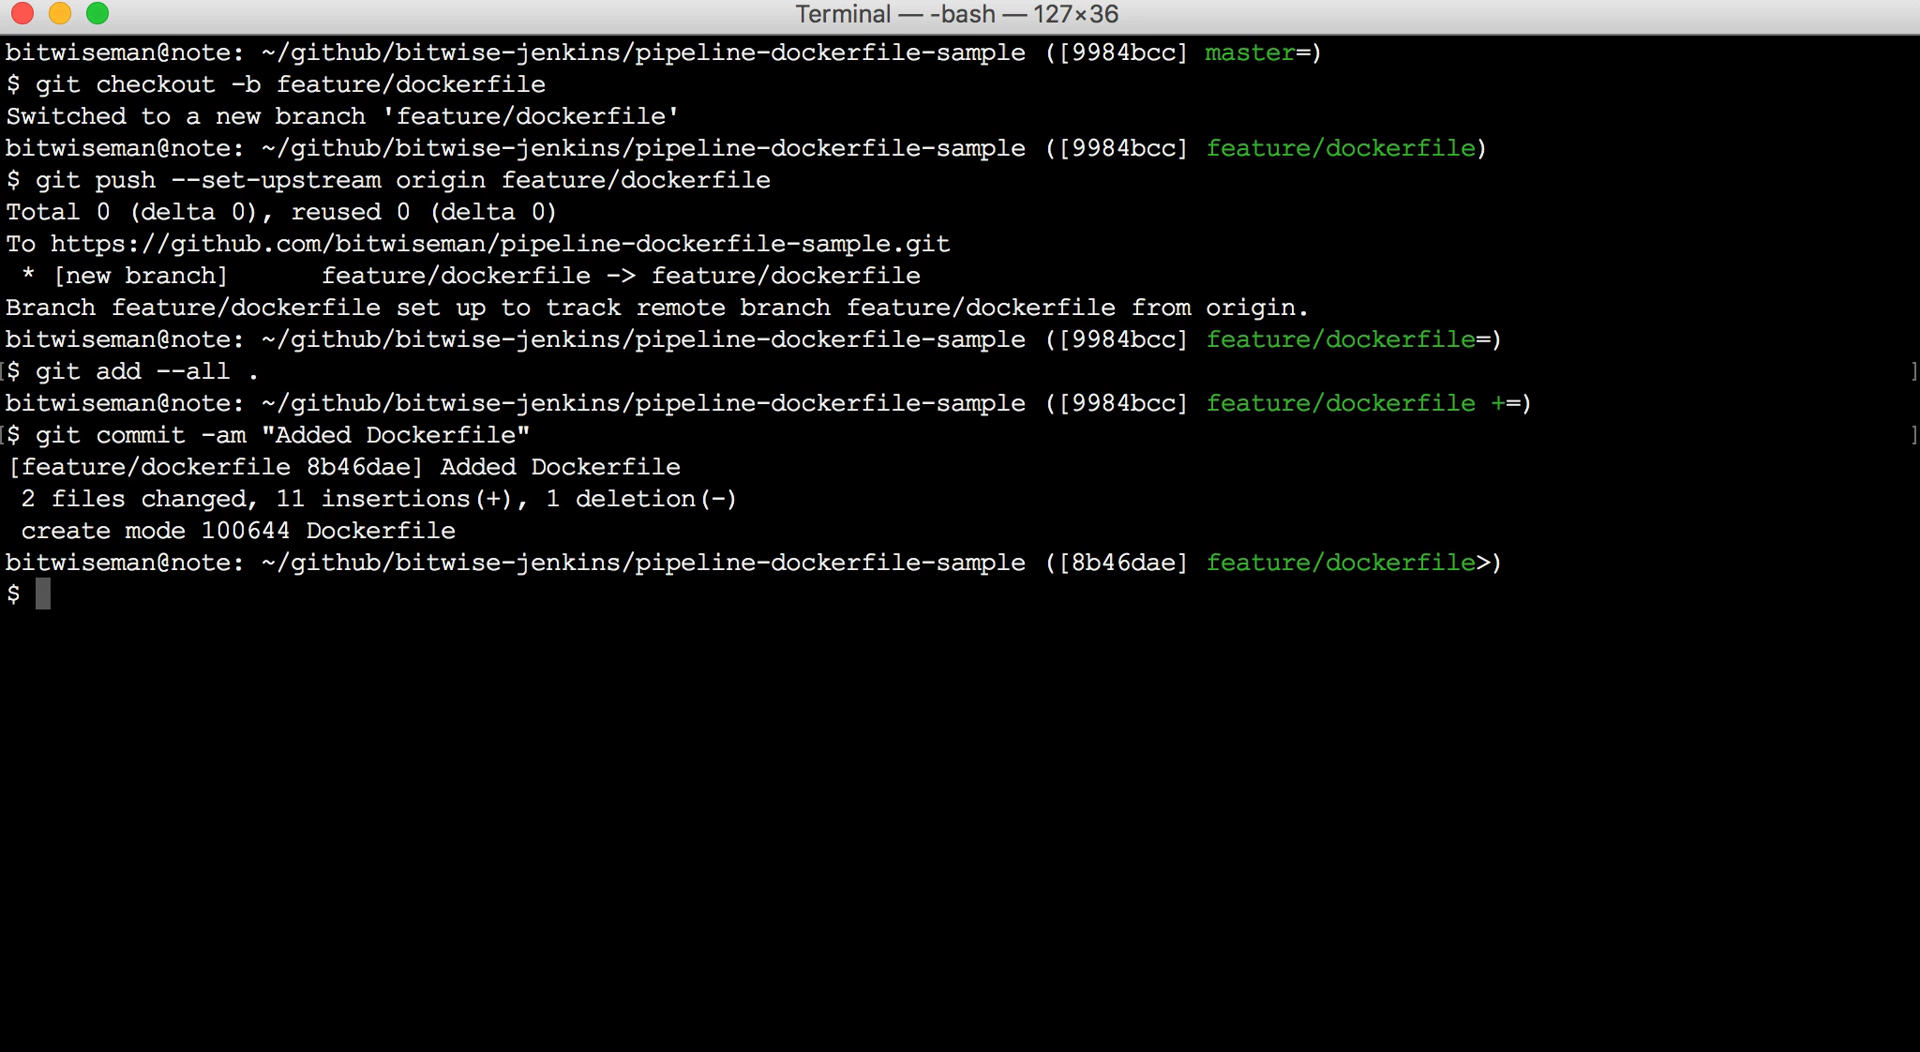 Terminal — -bash — 127×36
bitwiseman@note: ~/github/bitwise-jenkins/pipeline-dockerfile-sample ([9984bcc] master=)
$ git checkout -b feature/dockerfile
Switched to a new branch 'feature/dockerfile'
bitwiseman@note: ~/github/bitwise-jenkins/pipeline-dockerfile-sample ([9984bcc] feature/dockerfile)
$ git push --set-upstream origin feature/dockerfile
Total 0 (delta 0), reused 0 (delta 0)
To https://github.com/bitwiseman/pipeline-dockerfile-sample.git
 * [new branch]      feature/dockerfile -> feature/dockerfile
Branch feature/dockerfile set up to track remote branch feature/dockerfile from origin.
bitwiseman@note: ~/github/bitwise-jenkins/pipeline-dockerfile-sample ([9984bcc] feature/dockerfile=)
[$ git add --all . ]
bitwiseman@note: ~/github/bitwise-jenkins/pipeline-dockerfile-sample ([9984bcc] feature/dockerfile +=)
[$ git commit -am "Added Dockerfile" ]
[feature/dockerfile 8b46dae] Added Dockerfile
 2 files changed, 11 insertions(+), 1 deletion(-)
 create mode 100644 Dockerfile
bitwiseman@note: ~/github/bitwise-jenkins/pipeline-dockerfile-sample ([8b46dae] feature/dockerfile>)
$